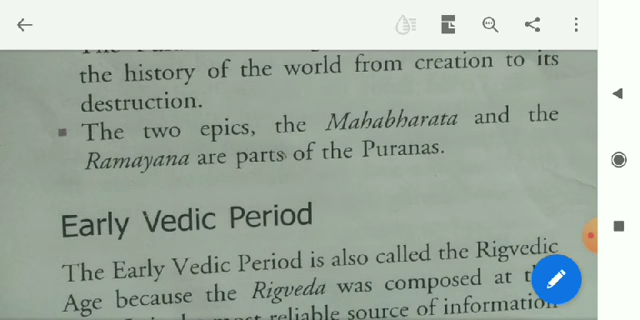 the history of the world from creation to its
destruction.
▪ The two epics, the Mahabharata and the
Ramayana are parts of the Puranas.
Early Vedic Period
The Early Vedic Period is also called the Rigvedic
Age because the Rigveda was composed at
most reliable source of information